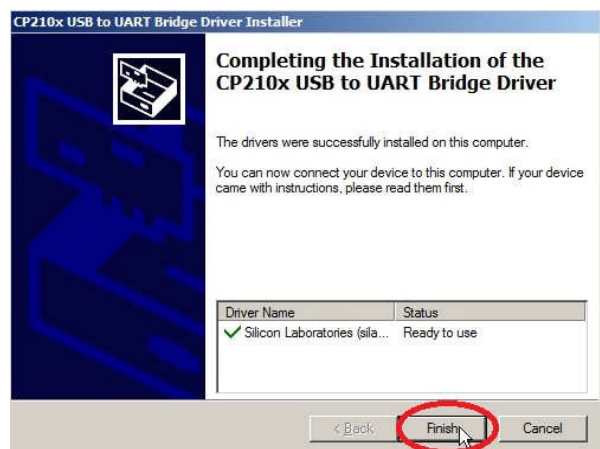 CP210x USB to UART Bridge Driver Installer
Completing the Installation of the
CP210x USB to UART Bridge Driver
The drivers were successfully installed on this computer.
You can now connect your device to this computer. If your device
came with instructions, please read them first.
Driver Name Status
Silicon Laboratories (sila... Ready to use
< Back Finish Cancel